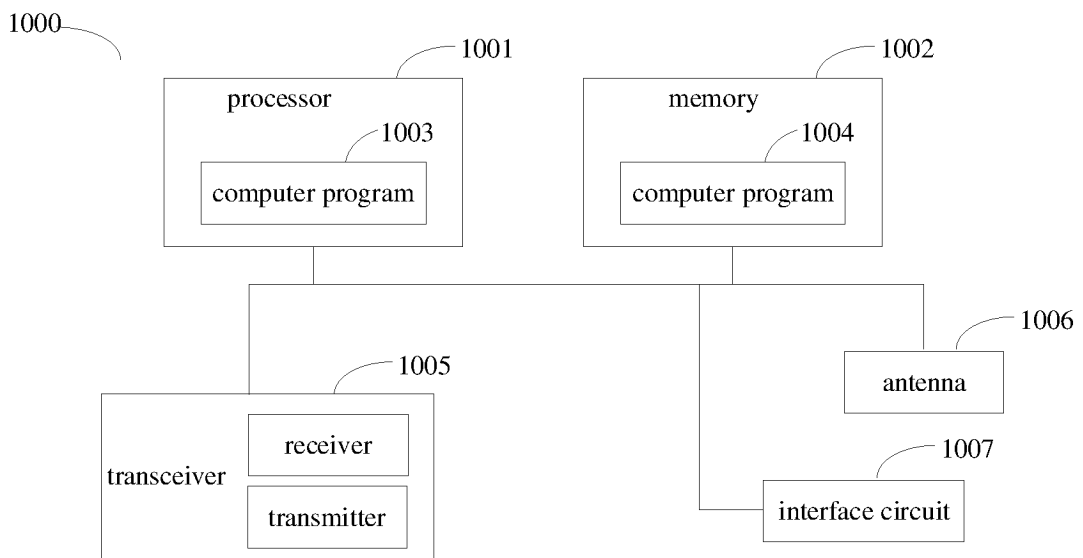 1000
1001
1002
processor
memory
1003
1004
computer program
computer program
1006
1005
antenna
receiver
1007
transceiver
transmitter
interface circuit